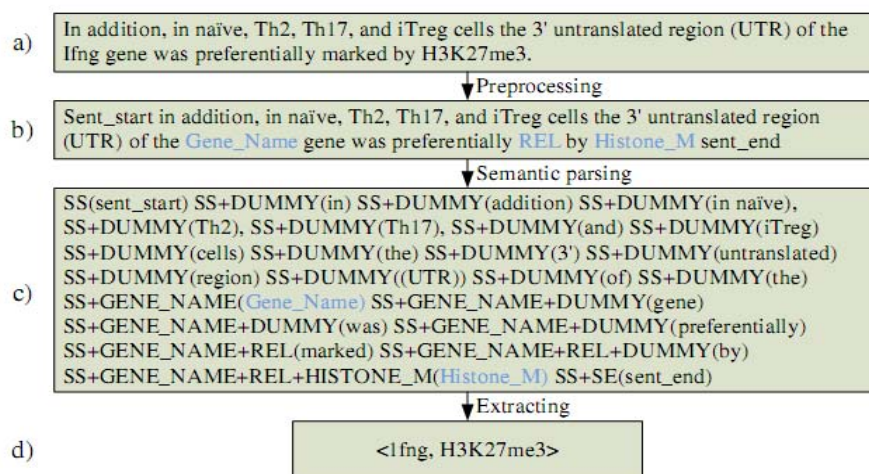 a)
In addition, in naïve, Th2, Th17, and iTreg cells the 3' untranslated region (UTR) of the
Ifng gene was preferentially marked by H3K27me3.
Preprocessing
b)
Sent_start in addition, in naïve, Th2, Th17, and iTreg cells the 3' untranslated region
(UTR) of the Gene_Name gene was preferentially REL by Histone_M sent_end
Semantic parsing
c)
SS(sent_start) SS+DUMMY(in) SS+DUMMY(addition) SS+DUMMY(in naïve),
SS+DUMMY(Th2), SS+DUMMY(Th17), SS+DUMMY(and) SS+DUMMY(iTreg)
SS+DUMMY(cells) SS+DUMMY(the) SS+DUMMY(3') SS+DUMMY(untranslated)
SS+DUMMY(region) SS+DUMMY((UTR)) SS+DUMMY(of) SS+DUMMY(the)
SS+GENE_NAME(Gene_Name) SS+GENE_NAME+DUMMY(gene)
SS+GENE_NAME+DUMMY(was) SS+GENE_NAME+DUMMY(preferentially)
SS+GENE_NAME+REL(marked) SS+GENE_NAME+REL+DUMMY(by)
SS+GENE_NAME+REL+HISTONE_M(Histone_M) SS+SE(sent_end)
Extracting
d)
<lfng, H3K27me3>